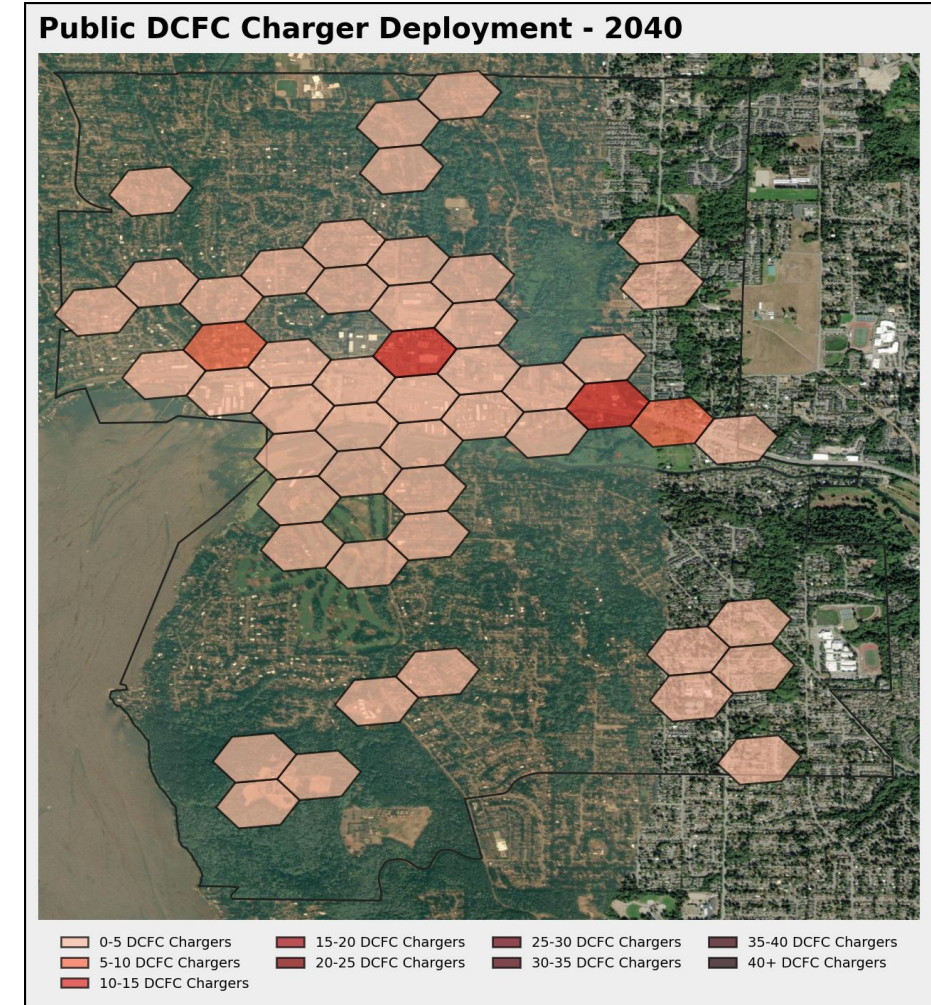 Public DCFC Charger Deployment - 2040
0-5 DCFC Chargers
5-10 DCFC Chargers
10-15 DCFC Chargers
15-20 DCFC Chargers
20-25 DCFC Chargers
25-30 DCFC Chargers
30-35 DCFC Chargers
35-40 DCFC Chargers
40+ DCFC Chargers